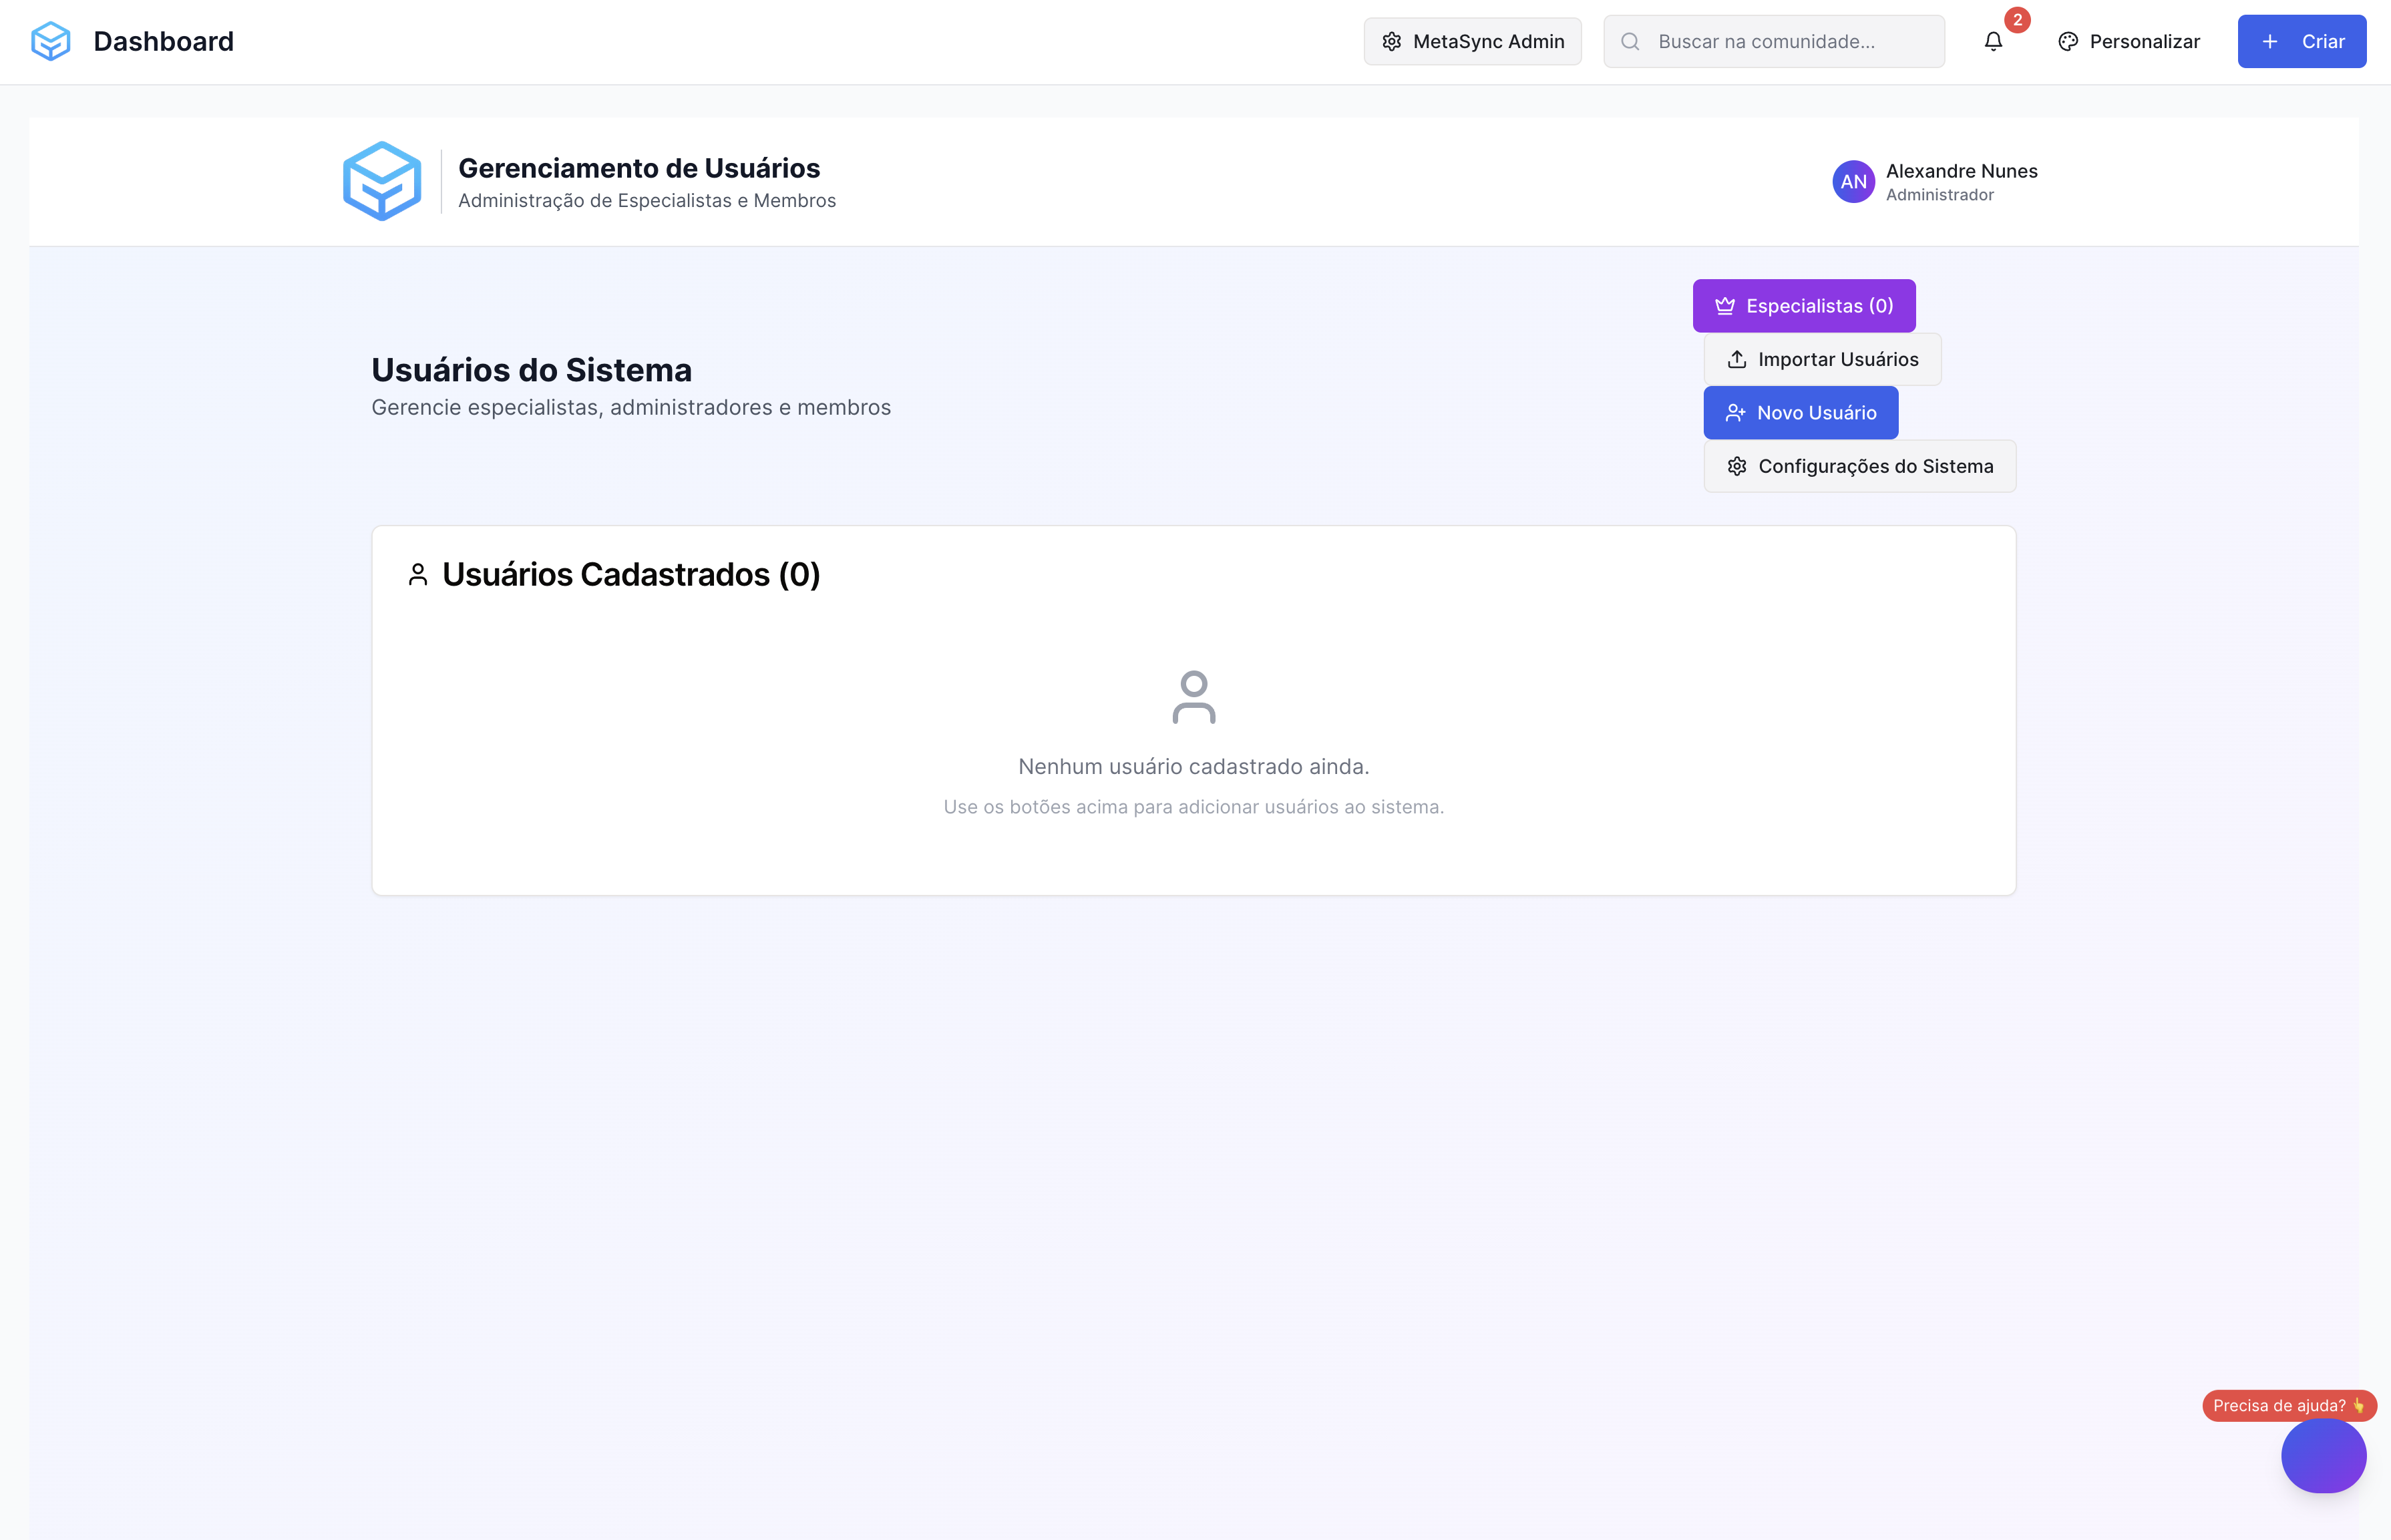 Dashboard
MetaSync Admin
Buscar na comunidade...
2
Personalizar
Criar
Gerenciamento de Usuários
Administração de Especialistas e Membros
AN
Alexandre Nunes
Administrador
Especialistas (0)
Importar Usuários
Novo Usuário
Configurações do Sistema
Usuários do Sistema
Gerencie especialistas, administradores e membros
Usuários Cadastrados (0)
Nenhum usuário cadastrado ainda.
Use os botões acima para adicionar usuários ao sistema.
Precisa de ajuda? 👆